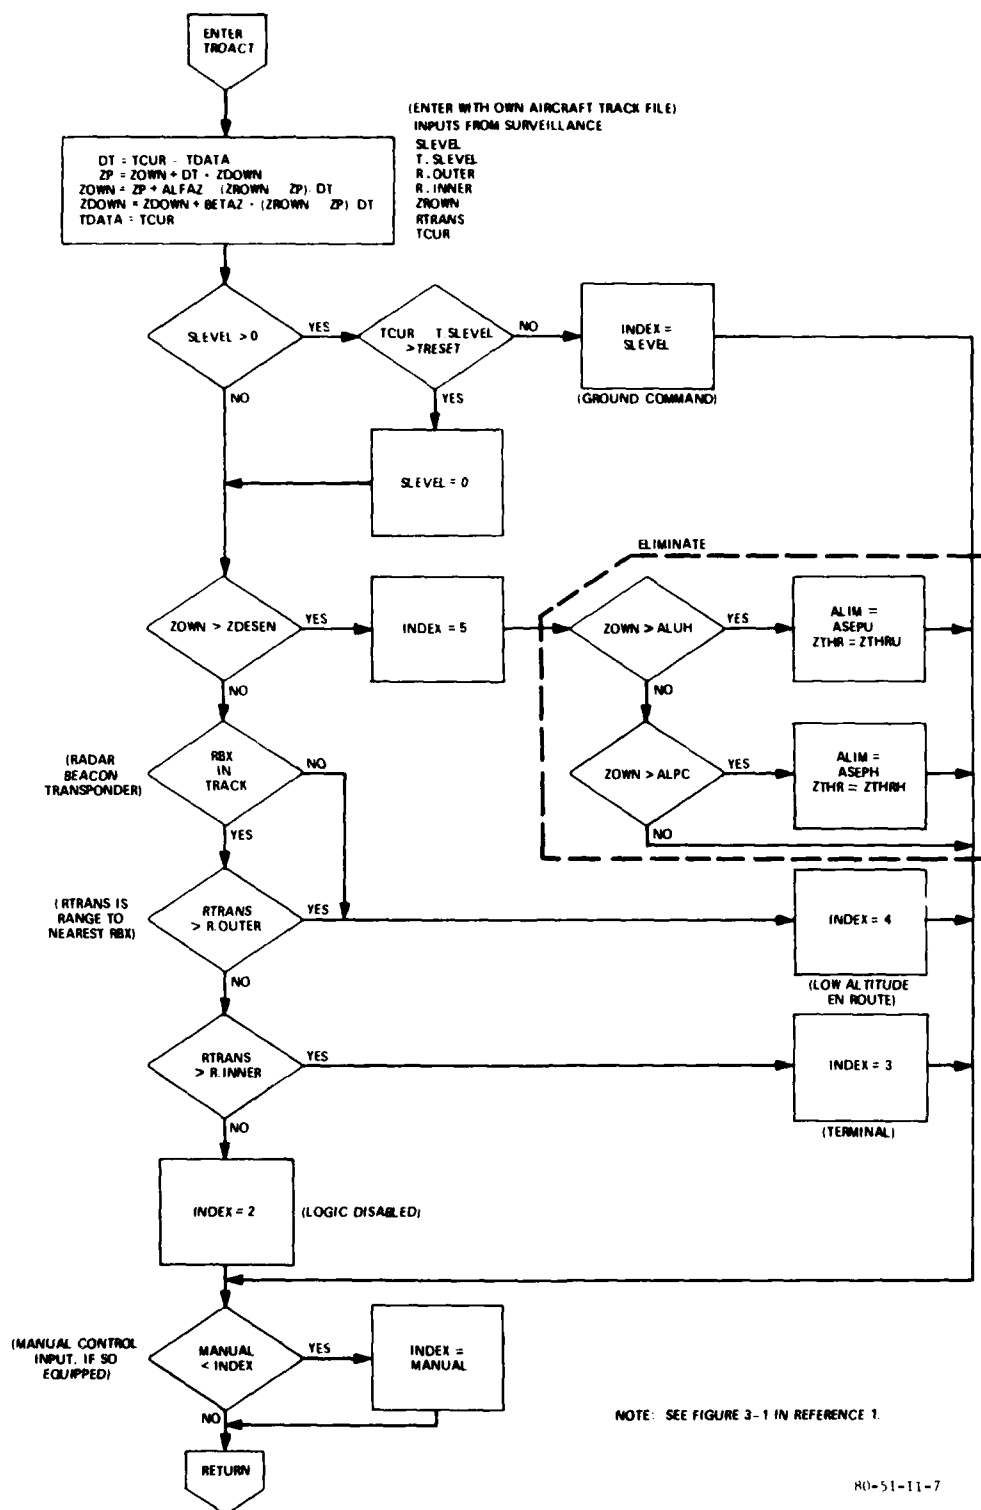 ENTER
TROACT
(ENTER WITH OWN AIRCRAFT TRACK FILE)
INPUTS FROM SURVEILLANCE
SLEVEL
T.SLEVEL
R.OUTER
R.INNER
ZROWN
RTRANS
TCUR
DT = TCUR - TDATA
ZP = ZOWN + DT · ZDOWN
ZOWN = ZP + ALFAZ (ZROWN ZP) DT
ZDOWN = ZDOWN + BETAZ · (ZROWN ZP) DT
TDATA = TCUR
SLEVEL > 0
YES
NO
TCUR T SLEVEL
> TRESET
NO
YES
INDEX =
SLEVEL
(GROUND COMMAND)
SLEVEL = 0
ELIMINATE
ZOWN > ZDESEN
YES
NO
INDEX = 5
ZOWN > ALUH
YES
NO
ALIM =
ASEPU
ZTHR = ZTHRU
(RADAR
BEACON
TRANSPONDER)
RBX
IN
TRACK
NO
YES
ZOWN > ALPC
YES
NO
ALIM =
ASEPH
ZTHR = ZTHRH
(RTRANS IS
RANGE TO
NEAREST RBX)
RTRANS
> R.OUTER
YES
NO
INDEX = 4
(LOW ALTITUDE
EN ROUTE)
RTRANS
> R.INNER
YES
NO
INDEX = 3
(TERMINAL)
INDEX = 2
(LOGIC DISABLED)
(MANUAL CONTROL
INPUT, IF SO
EQUIPPED)
MANUAL
< INDEX
YES
NO
INDEX =
MANUAL
NOTE: SEE FIGURE 3-1 IN REFERENCE 1.
RETURN
80-51-II-7